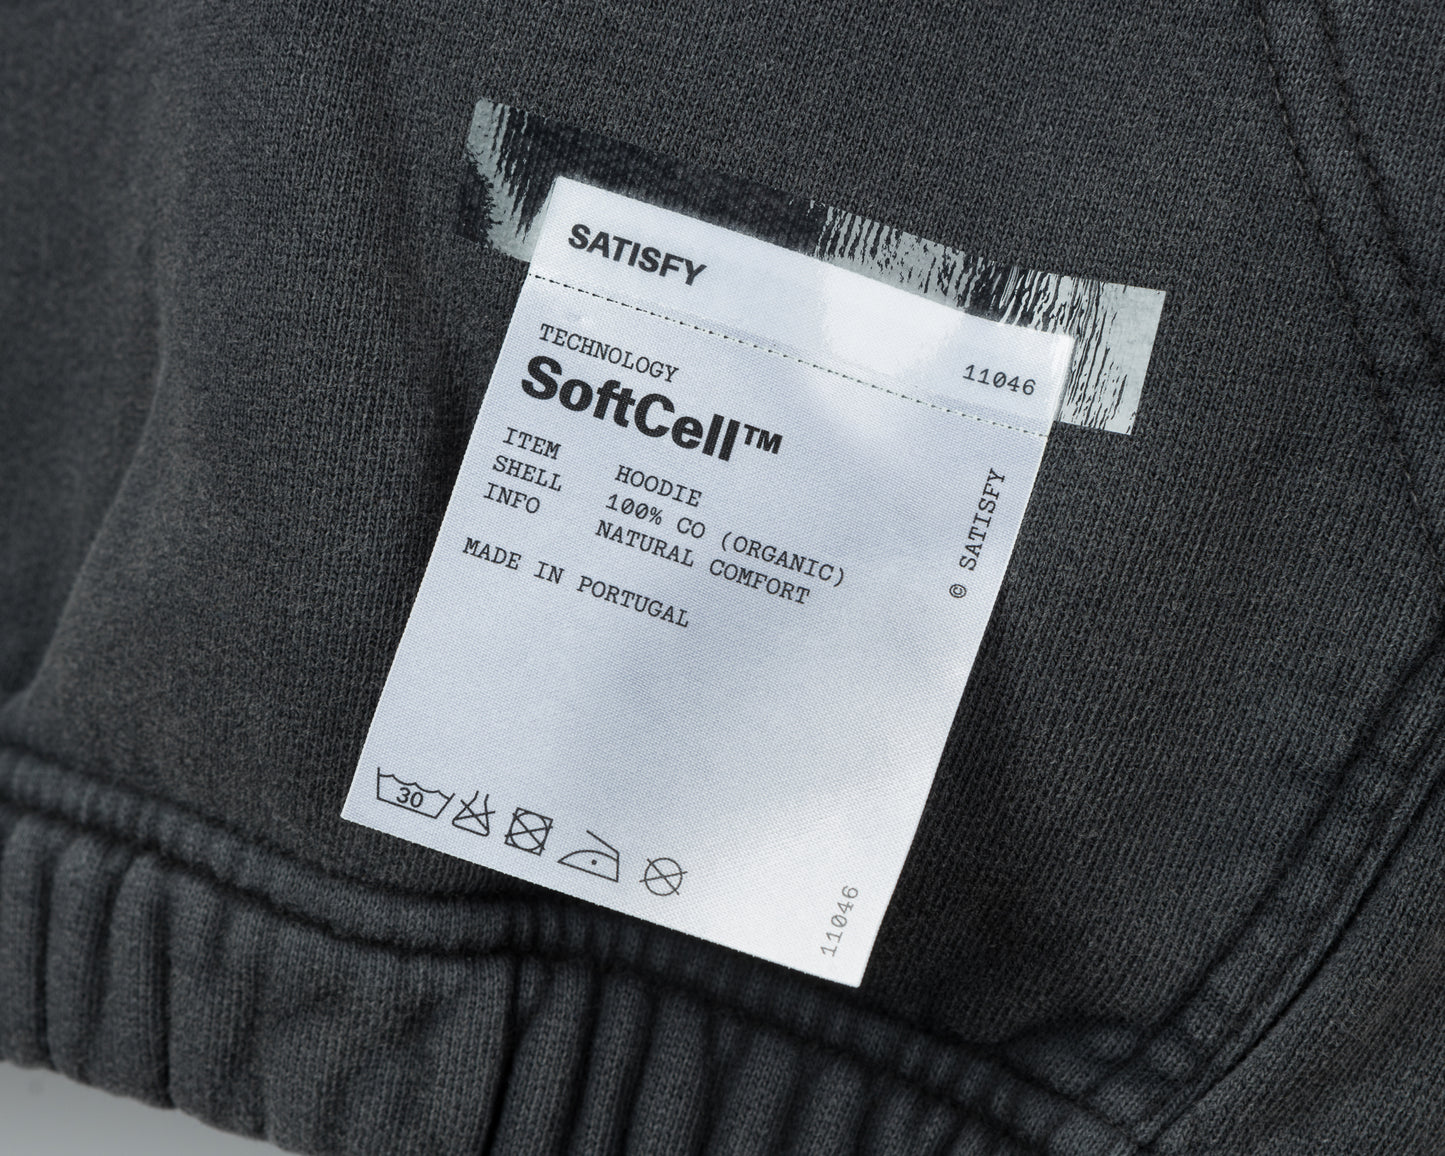 SATISFY
11046
TECHNOLOGY
SoftCell™
ITEM HOODIE
SHELL 100% CO (ORGANIC)
INFO NATURAL COMFORT
MADE IN PORTUGAL
© SATISFY
30
11046